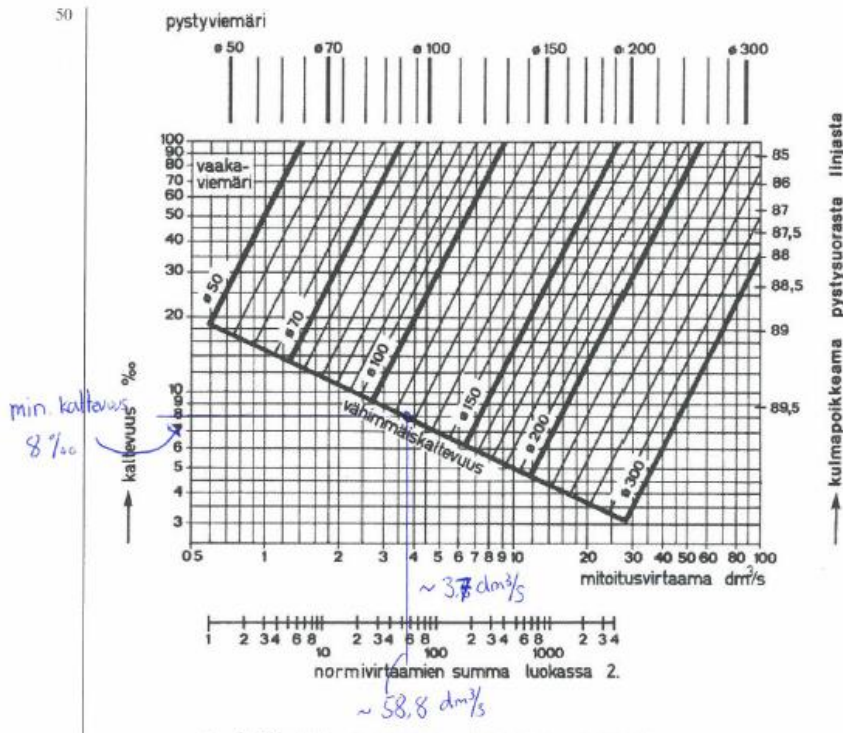 50
pystyviemäri
ø 50 ø70 ø 100 ø150 ø 200 ø 300
100
90
80
70
60
50
40
30
20
10
9
8
7
6
5
4
3
vaaka-
viemäri
ø 50
ø 70
ø 100
ø 150
ø 200
ø 300
vähimmäiskaltevuus
kaltevuus ‰
min. kaltevuus
8 ‰
85
86
87
87,5
88
88,5
89
89,5
kulmapoikkeama pystysuorasta linjasta
05 1 2 3 4 5 6 7 8 9 10 20 30 40 60 80 100
mitoitusvirtaama dm³/s
~ 3,7 dm³/s
1 2 3 4 6 8 10 2 3 4 6 8 100 2 3 4 6 8 1000 2 3 4
normivirtaamien summa luokassa 2.
~ 58,8 dm³/s